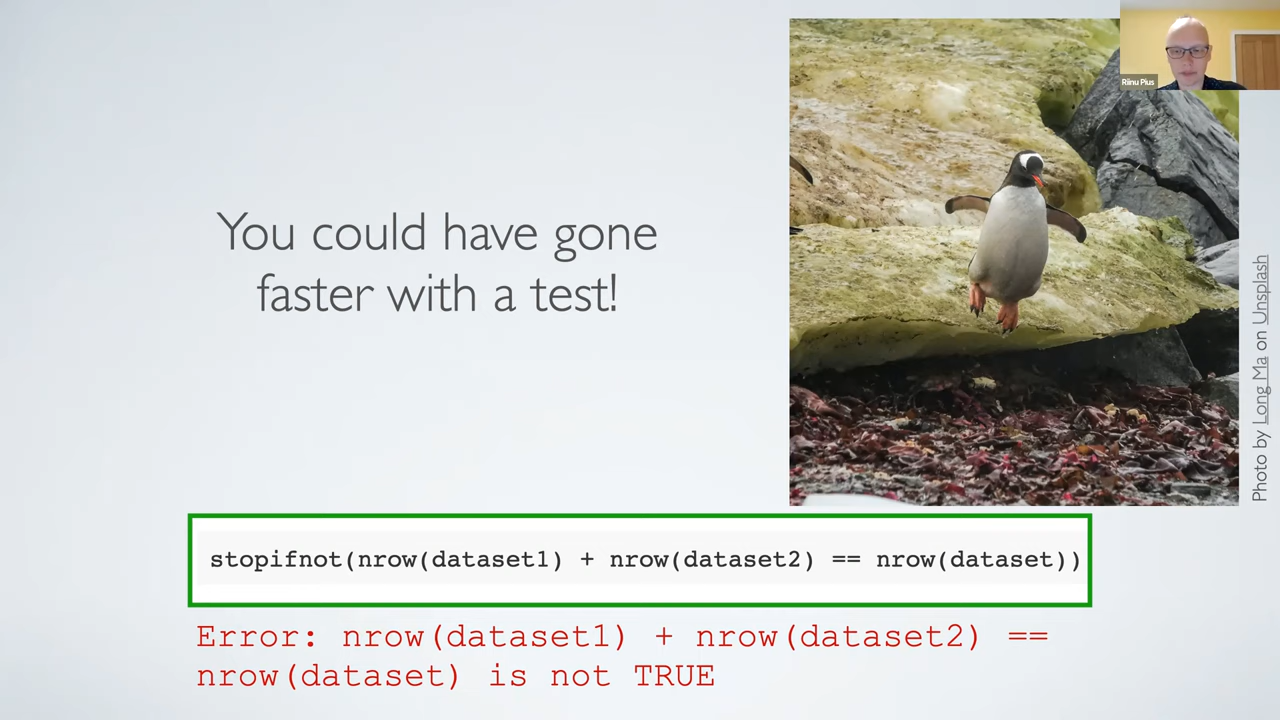 Riinu Pius
You could have gone
faster with a test!
Photo by Long Ma on Unsplash
stopifnot(nrow(dataset1) + nrow(dataset2) == nrow(dataset))
Error: nrow(dataset1) + nrow(dataset2) ==
nrow(dataset) is not TRUE